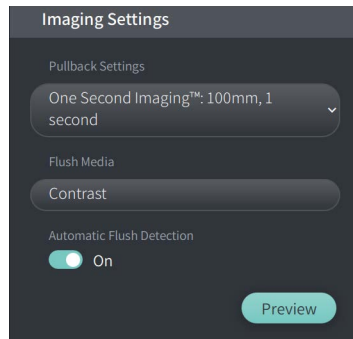 Imaging Settings
Pullback Settings
One Second Imaging™: 100mm, 1
second
Flush Media
Contrast
Automatic Flush Detection
On
Preview